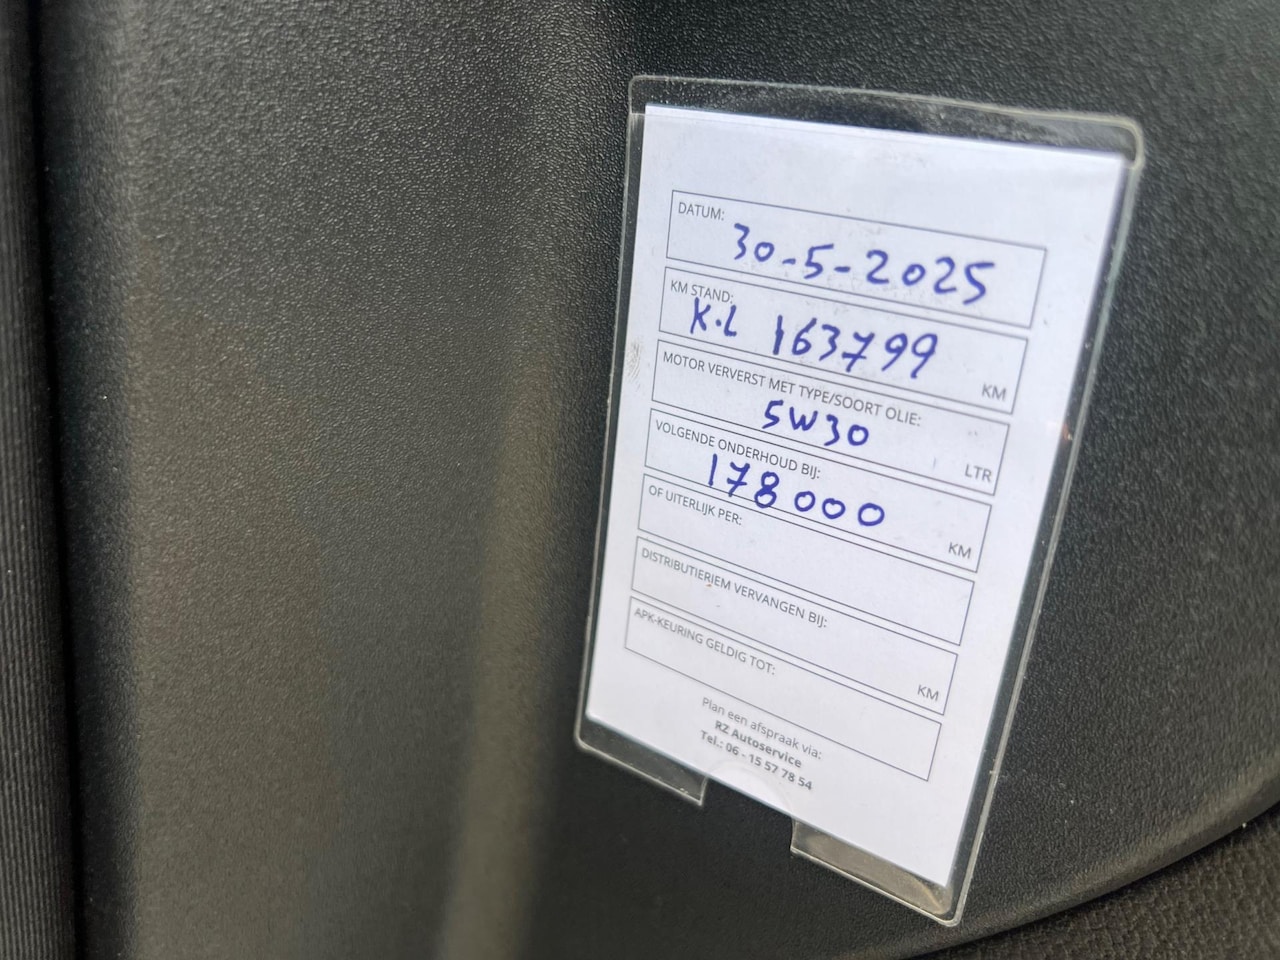 DATUM:
30-5-2025
KM STAND:
K.L 163799
KM
MOTOR VERVERST MET TYPE/SOORT OLIE:
5W30
LTR
VOLGENDE ONDERHOUD BIJ:
178000
KM
OF UITERLIJK PER:
DISTRIBUTIERIEM VERVANGEN BIJ:
KM
APK-KEURING GELDIG TOT:
Plan een afspraak via:
RZ Autoservice
Tel.: 06 - 15 57 78 54